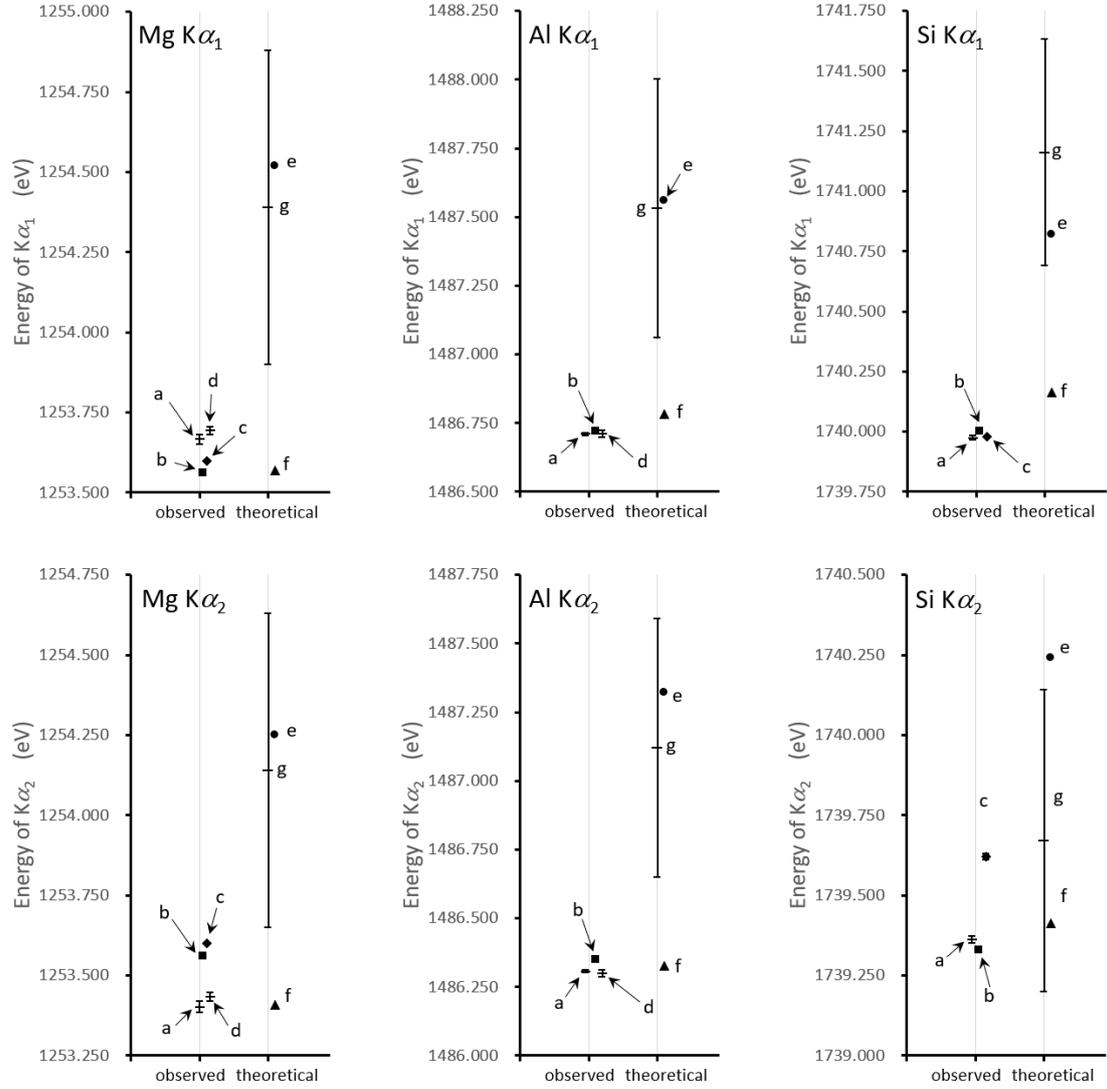 Mg Kα1
Energy of Kα1 (eV)
1255.000
1254.750
1254.500
1254.250
1254.000
1253.750
1253.500
e
g
d
a
c
b
f
observed theoretical
Al Kα1
Energy of Kα1 (eV)
1488.250
1488.000
1487.750
1487.500
1487.250
1487.000
1486.750
1486.500
e
g
b
f
a
d
observed theoretical
Si Kα1
Energy of Kα1 (eV)
1741.750
1741.500
1741.250
1741.000
1740.750
1740.500
1740.250
1740.000
1739.750
g
e
b
f
a
c
observed theoretical
Mg Kα2
Energy of Kα2 (eV)
1254.750
1254.500
1254.250
1254.000
1253.750
1253.500
1253.250
e
g
c
b
f
a
d
observed theoretical
Al Kα2
Energy of Kα2 (eV)
1487.750
1487.500
1487.250
1487.000
1486.750
1486.500
1486.250
1486.000
e
g
b
f
a
d
observed theoretical
Si Kα2
Energy of Kα2 (eV)
1740.500
1740.250
1740.000
1739.750
1739.500
1739.250
1739.000
e
c
g
f
a
b
observed theoretical